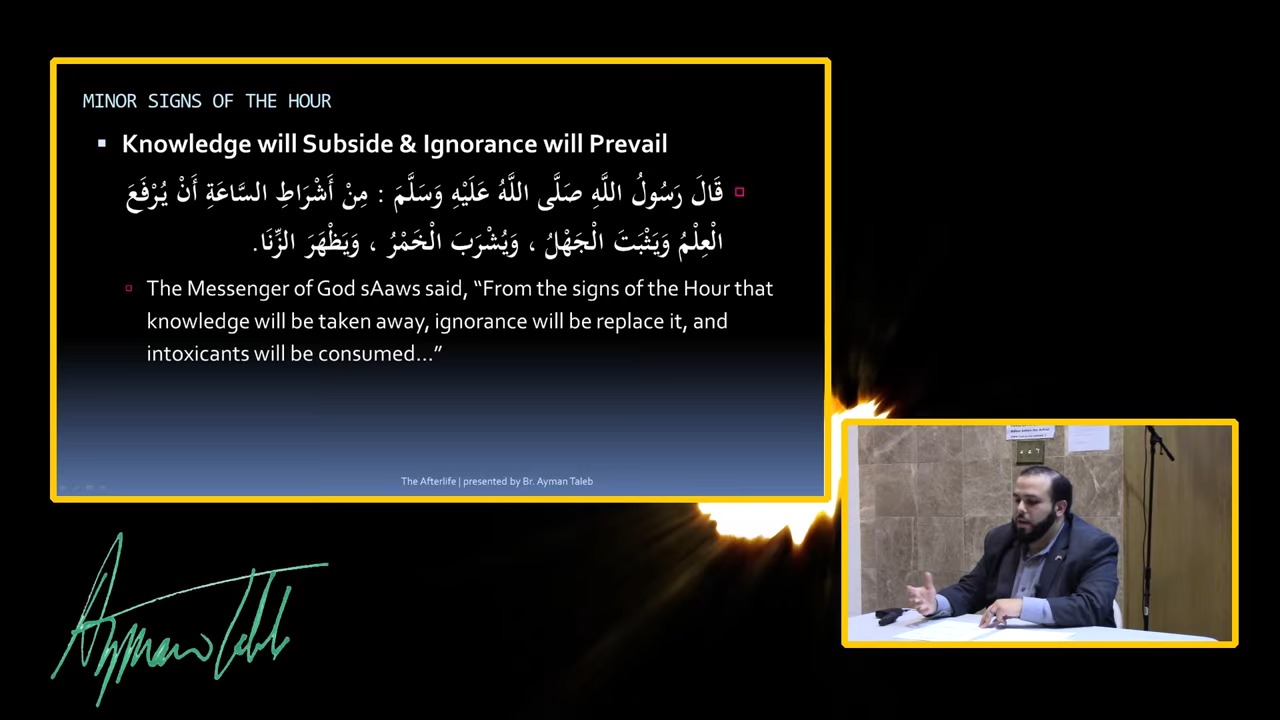 MINOR SIGNS OF THE HOUR
Knowledge will Subside & Ignorance will Prevail
قَالَ رَسُولُ اللَّهِ صَلَّى اللَّهُ عَلَيْهِ وَسَلَّمَ : مِنْ أَشْرَاطِ السَّاعَةِ أَنْ يُرْفَعَ
الْعِلْمُ وَيَثْبَتَ الْجَهْلُ ، وَيُشْرَبَ الْخَمْرُ ، وَيَظْهَرَ الزِّنَا.
The Messenger of God sAaws said, “From the signs of the Hour that
knowledge will be taken away, ignorance will be replace it, and
intoxicants will be consumed…”
The Afterlife | presented by Br. Ayman Taleb
Ayman Taleb